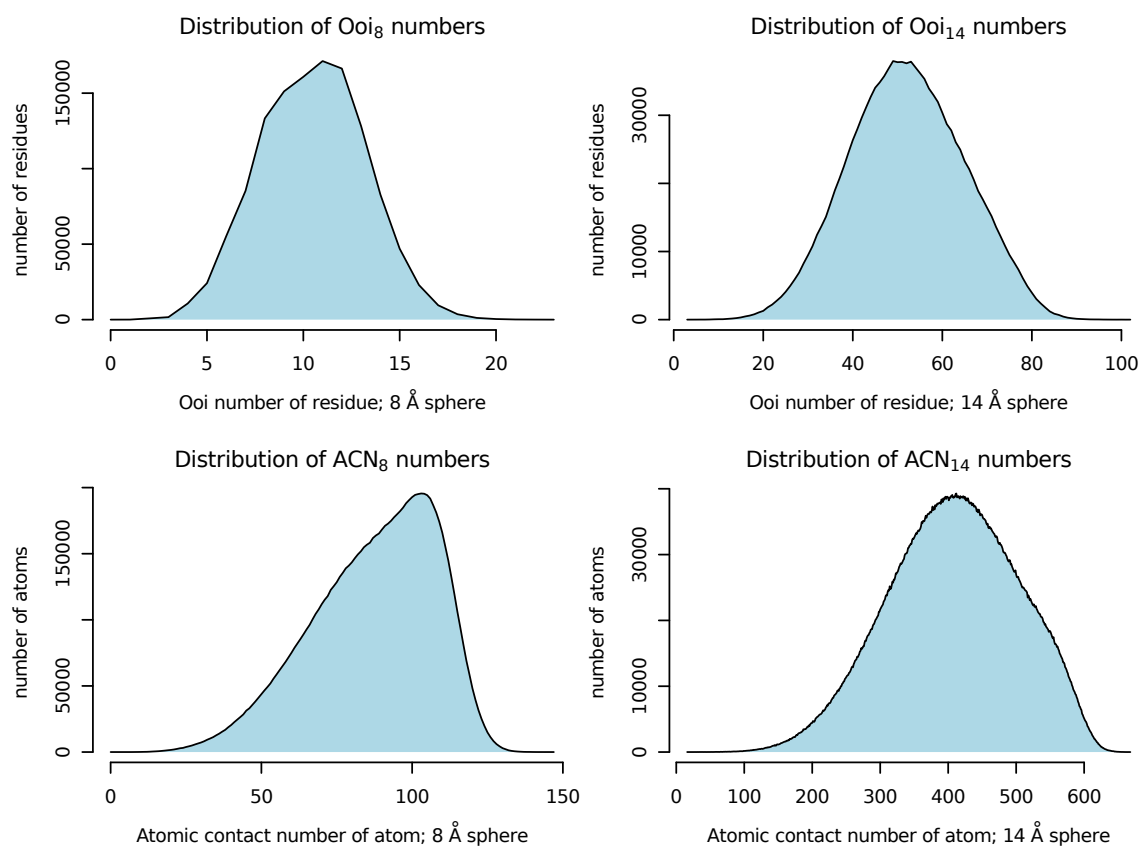 Distribution of Ooi₈ numbers
number of residues
150000
50000
0
0 5 10 15 20
Ooi number of residue; 8 Å sphere
Distribution of Ooi₁₄ numbers
number of residues
30000
10000
0
0 20 40 60 80 100
Ooi number of residue; 14 Å sphere
Distribution of ACN₈ numbers
number of atoms
150000
50000
0
0 50 100 150
Atomic contact number of atom; 8 Å sphere
Distribution of ACN₁₄ numbers
number of atoms
30000
10000
0
0 100 200 300 400 500 600
Atomic contact number of atom; 14 Å sphere